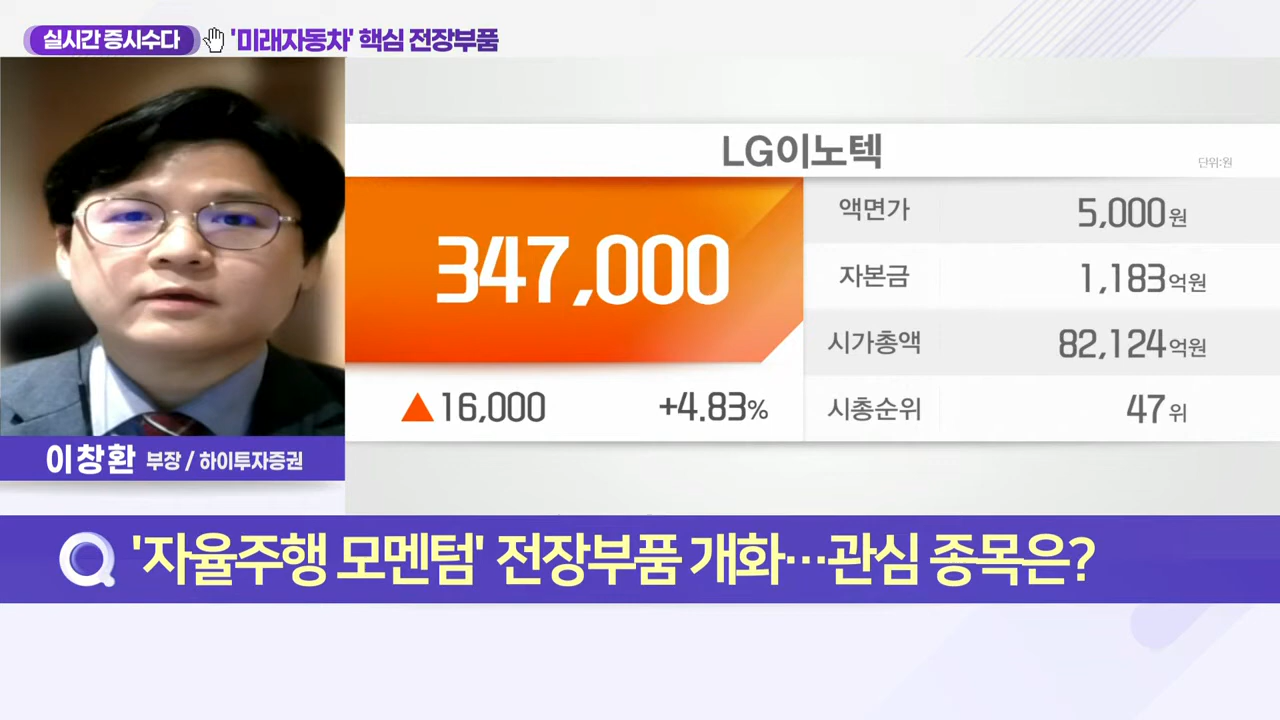 실시간 증시수다 '미래자동차' 핵심 전장부품
LG이노텍
단위:원
347,000
▲16,000 +4.83%
액면가 5,000원
자본금 1,183억원
시가총액 82,124억원
시총순위 47위
이창환 부장 / 하이투자증권
'자율주행 모멘텀' 전장부품 개화…관심 종목은?